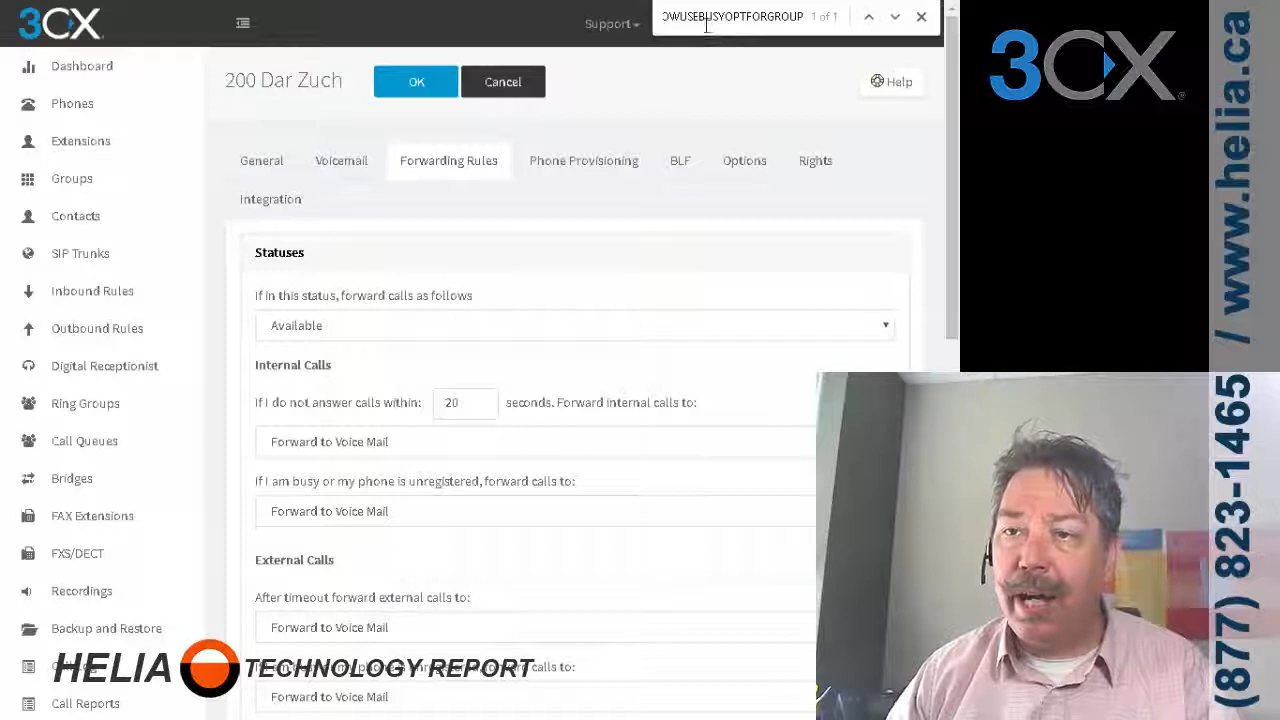 3CX
Support
OWUSEBUSYOPTFORGROUP 1 of 1
200 Dar Zuch
OK
Cancel
Help
Dashboard
Phones
Extensions
Groups
Contacts
SIP Trunks
Inbound Rules
Outbound Rules
Digital Receptionist
Ring Groups
Call Queues
Bridges
FAX Extensions
FXS/DECT
Recordings
Backup and Restore
Call Reports
General
Voicemail
Forwarding Rules
Phone Provisioning
BLF
Options
Rights
Integration
Statuses
If in this status, forward calls as follows
Available
Internal Calls
If I do not answer calls within: 20 seconds. Forward internal calls to:
Forward to Voice Mail
If I am busy or my phone is unregistered, forward calls to:
Forward to Voice Mail
External Calls
After timeout forward external calls to:
Forward to Voice Mail
phone is unregistered, forward calls to:
Forward to Voice Mail
HELIA TECHNOLOGY REPORT
3CX
(877) 823-1465 / www.helia.ca